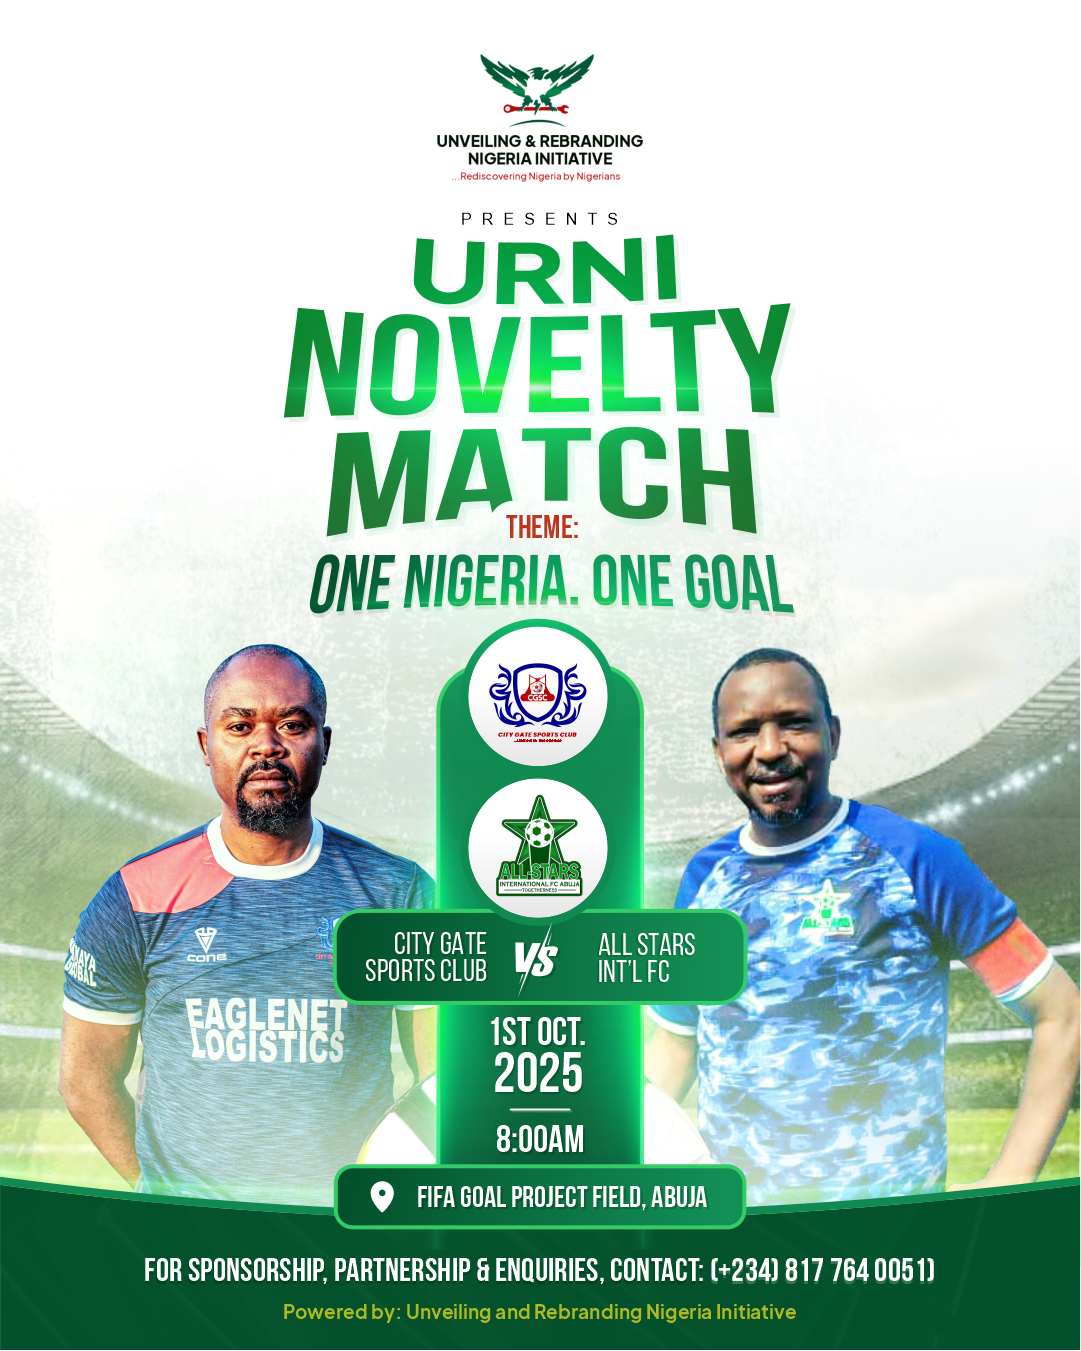 UNVEILING & REBRANDING
NIGERIA INITIATIVE
...Rediscovering Nigeria by Nigerians
PRESENTS
URNI
NOVELTY
MATCH
THEME:
ONE NIGERIA. ONE GOAL
CGSC
CITY GATE SPORTS CLUB
ALL-STARS
INTERNATIONAL FC ABUJA
TOGETHERNESS
cone
EAGLENET
LOGISTICS
CITY GATE
SPORTS CLUB
VS
ALL STARS
INT'L FC
1ST OCT.
2025
8:00AM
FIFA GOAL PROJECT FIELD, ABUJA
FOR SPONSORSHIP, PARTNERSHIP & ENQUIRIES, CONTACT: (+234) 817 764 0051)
Powered by: Unveiling and Rebranding Nigeria Initiative